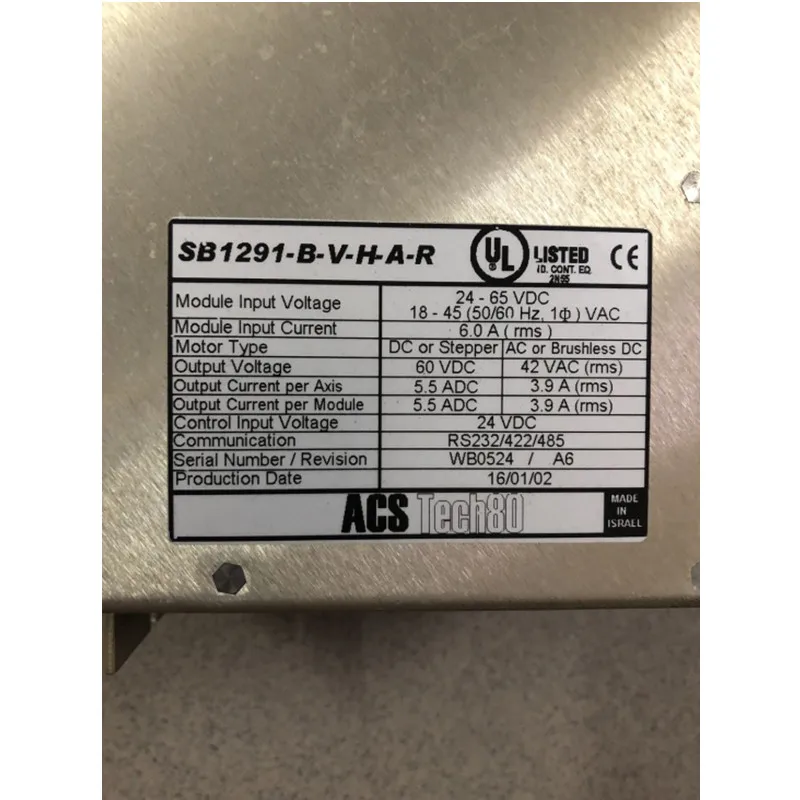 SB1291-B-V-H-A-R UL ® LISTED CE
ID. CONT. EQ.
2N55
Module Input Voltage 24 - 65 VDC
18 - 45 (50/60 Hz, 1ф) VAC
Module Input Current 6.0 A ( rms )
Motor Type DC or Stepper AC or Brushless DC
Output Voltage 60 VDC 42 VAC (rms)
Output Current per Axis 5.5 ADC 3.9 A (rms)
Output Current per Module 5.5 ADC 3.9 A (rms)
Control Input Voltage 24 VDC
Communication RS232/422/485
Serial Number / Revision WB0524 / A6
Production Date 16/01/02
ACS Tech80
MADE
IN
ISRAEL